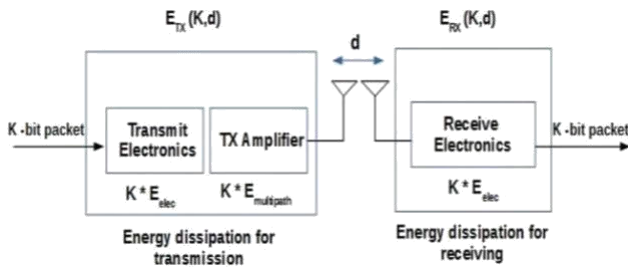 E_TX (K,d)
E_RX (K,d)
d
K -bit packet
Transmit
Electronics
TX Amplifier
Receive
Electronics
K -bit packet
K * E_elec
K * E_multipath
K * E_elec
Energy dissipation for
transmission
Energy dissipation for
receiving